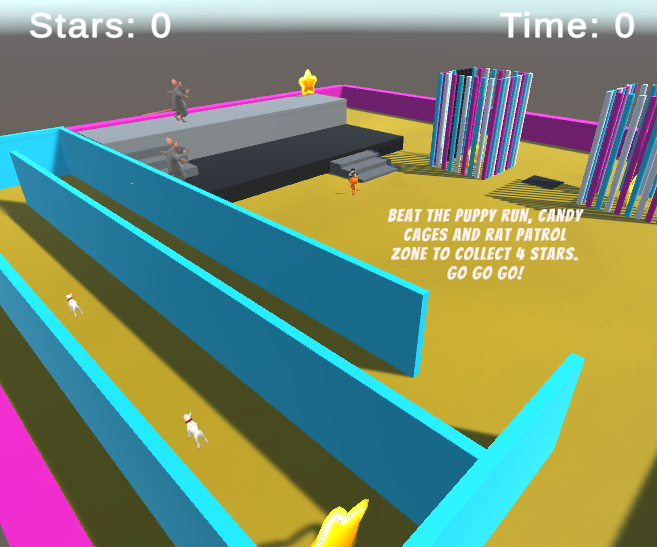 Stars: 0
Time: 0
BEAT THE PUPPY RUN, CANDY
CAGES AND RAT PATROL
ZONE TO COLLECT 4 STARS.
GO GO GO!